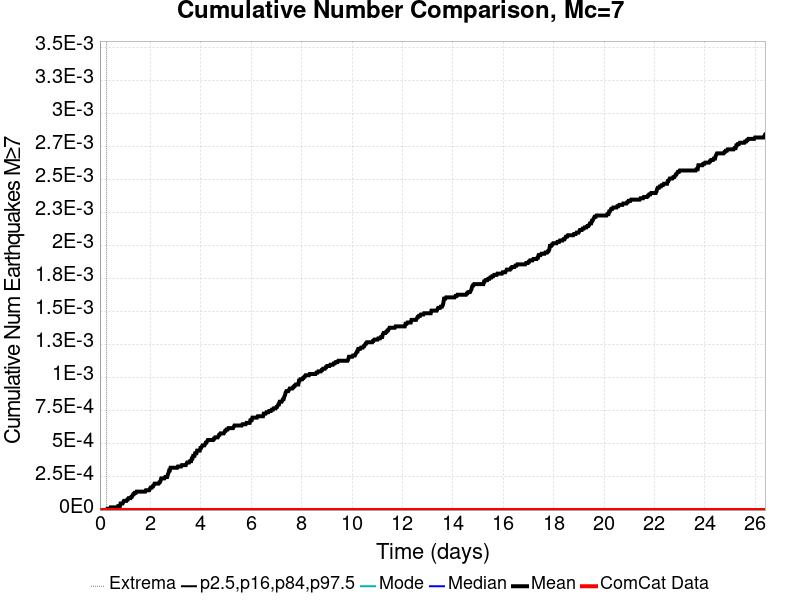 Cumulative Number Comparison, Mc=7
Cumulative Num Earthquakes M≥7
3.5E-3
3.3E-3
3E-3
2.7E-3
2.5E-3
2.3E-3
2E-3
1.8E-3
1.5E-3
1.3E-3
1E-3
7.5E-4
5E-4
2.5E-4
0E0
0 2 4 6 8 10 12 14 16 18 20 22 24 26
Time (days)
Extrema p2.5,p16,p84,p97.5 Mode Median Mean ComCat Data